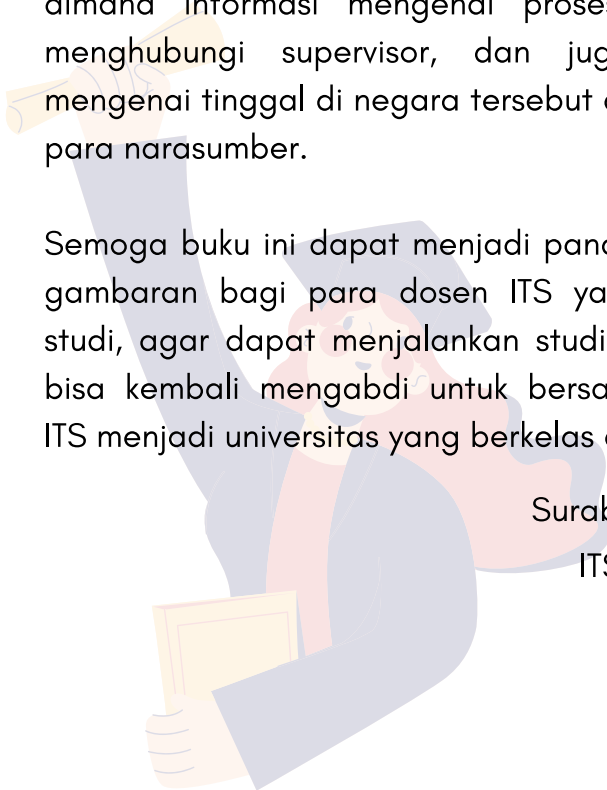 dimana informasi mengenai proses
menghubungi supervisor, dan jug
mengenai tinggal di negara tersebut
para narasumber.
Semoga buku ini dapat menjadi pand
gambaran bagi para dosen ITS ya
studi, agar dapat menjalankan studi
bisa kembali mengabdi untuk bersa
ITS menjadi universitas yang berkelas
Surab
ITS